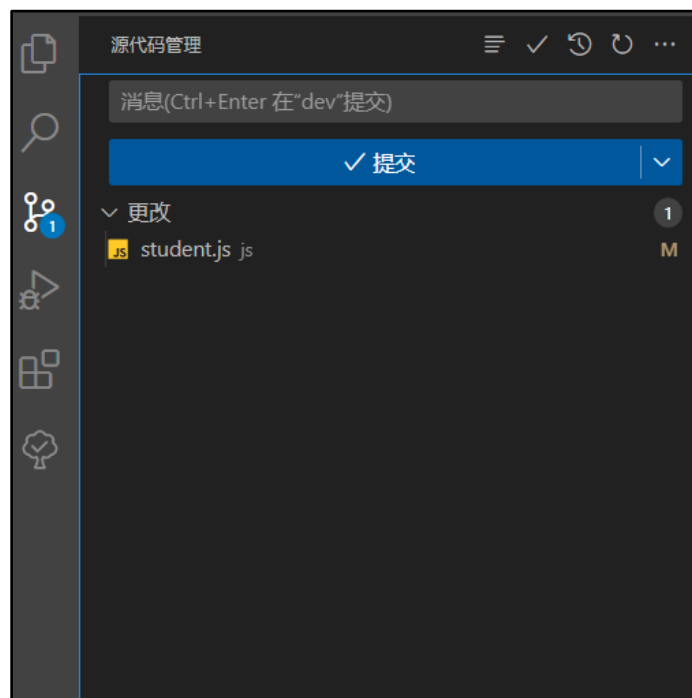 源代码管理
消息(Ctrl+Enter 在“dev”提交)
提交
更改 1
JS student.js js M
1